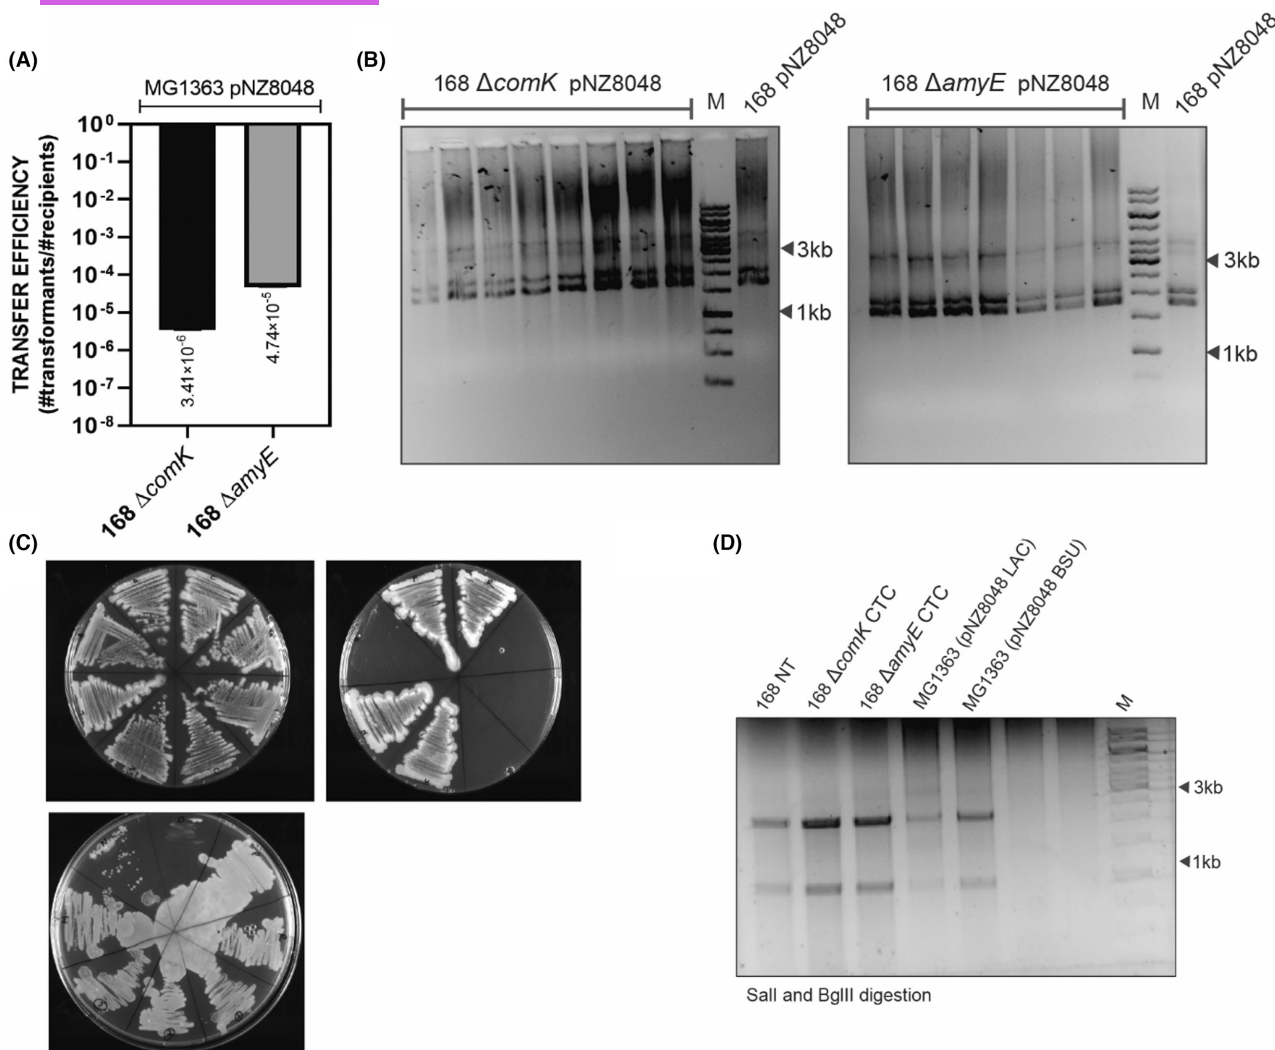 (A)
MG1363 pNZ8048
TRANSFER EFFICIENCY
(#transformants/#recipients)
10⁰
10⁻¹
10⁻²
10⁻³
10⁻⁴
10⁻⁵
10⁻⁶
10⁻⁷
10⁻⁸
3.41×10⁻⁶
4.74×10⁻⁵
168 ΔcomK
168 ΔamyE
(B)
168 ΔcomK pNZ8048
M
168 pNZ8048
3kb
1kb
168 ΔamyE pNZ8048
M
168 pNZ8048
3kb
1kb
(C)
(D)
168 NT
168 ΔcomK CTC
168 ΔamyE CTC
MG1363 (pNZ8048 LAC)
MG1363 (pNZ8048 BSU)
M
3kb
1kb
SalI and BglII digestion